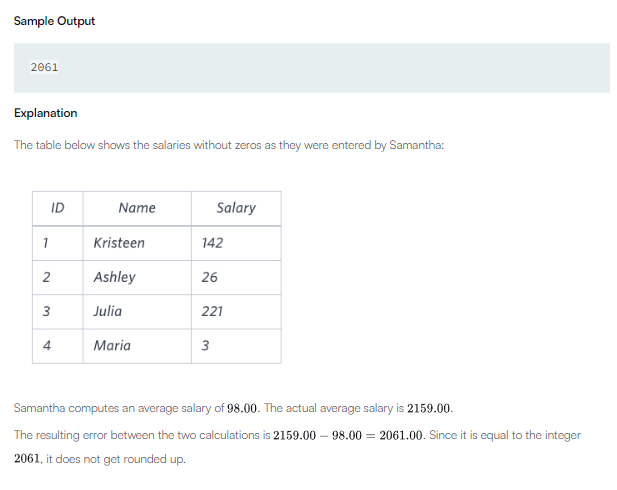 Sample Output
2061
Explanation
The table below shows the salaries without zeros as they were entered by Samantha:
ID Name Salary
1 Kristeen 142
2 Ashley 26
3 Julia 221
4 Maria 3
Samantha computes an average salary of 98.00. The actual average salary is 2159.00.
The resulting error between the two calculations is 2159.00 − 98.00 = 2061.00. Since it is equal to the integer
2061, it does not get rounded up.